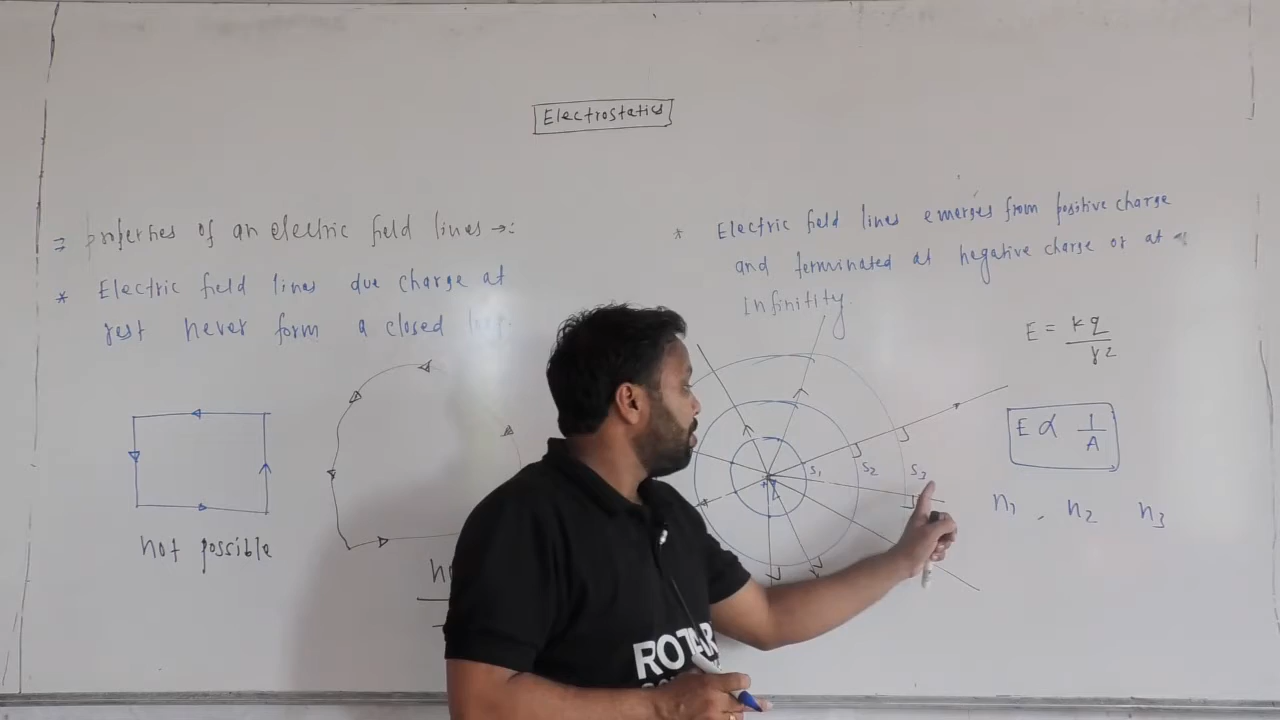 Electrostatics
⇒ Properties of an electric field lines →:
* Electric field lines due charge at
rest never form a closed
not possible
* Electric field lines emerges from positive charge
and terminated at negative charge or at
Infinitity.
E = kq / r²
E ∝ 1 / A
S1 S2 S3
+q
n1 , n2 n3